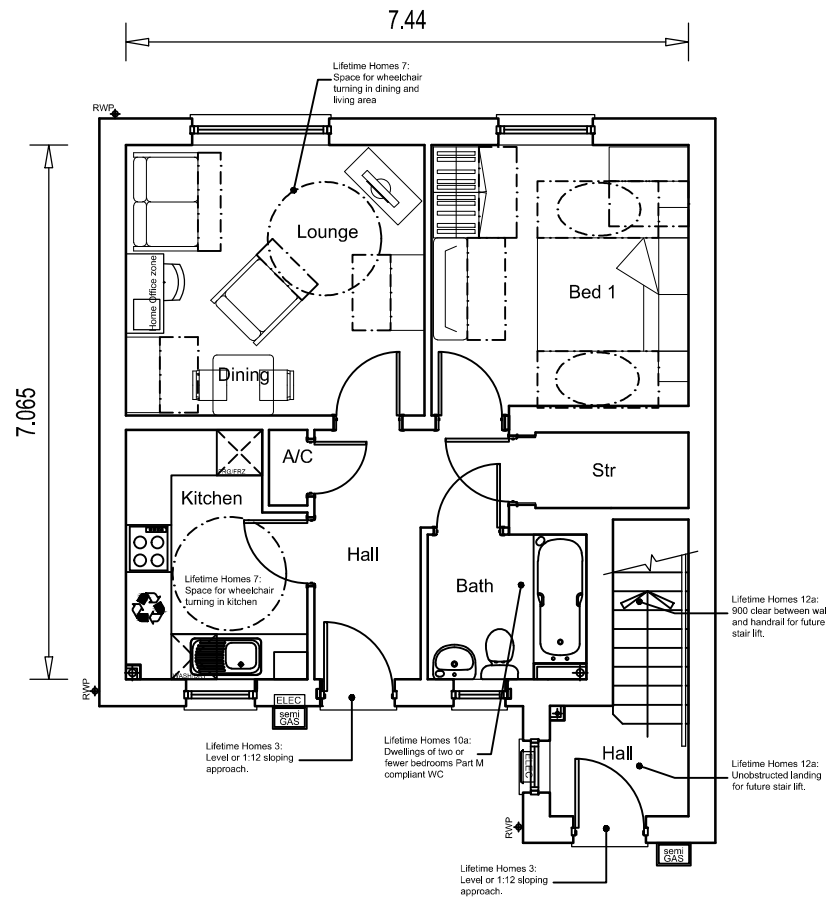 7.44
Lifetime Homes 7:
Space for wheelchair
turning in dining and
living area
RWP
Lounge
Home Office zone
Bed 1
Dining
7.065
A/C
Str
FRG/FRZ
Kitchen
Hall
Lifetime Homes 7:
Space for wheelchair
turning in kitchen
Bath
Lifetime Homes 12a:
900 clear between wal
and handrail for future
stair lift.
RWP
ELEC
semi
GAS
Lifetime Homes 3:
Level or 1:12 sloping
approach.
Lifetime Homes 10a:
Dwellings of two or
fewer bedrooms Part M
compliant WC
ELEC
Hall
Lifetime Homes 12a:
Unobstructed landing
for future stair lift.
RWP
semi
GAS
Lifetime Homes 3:
Level or 1:12 sloping
approach.